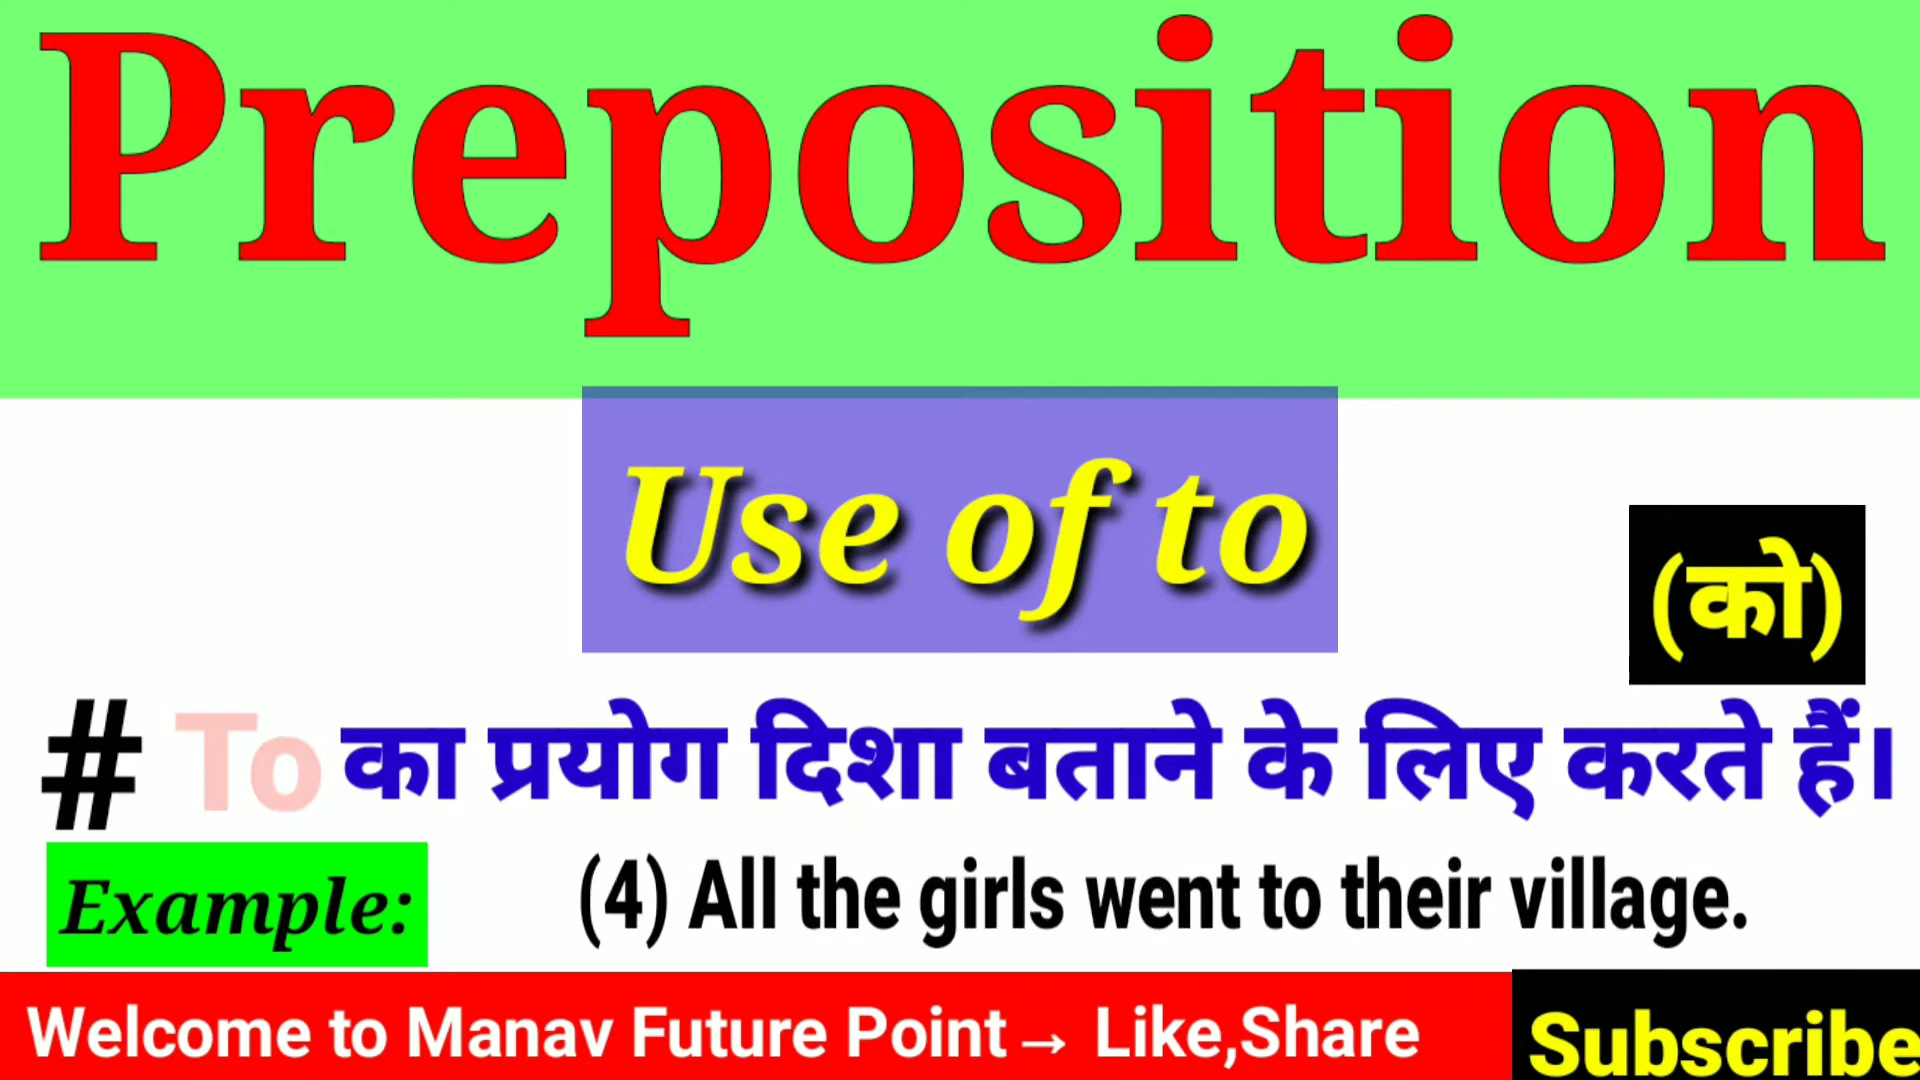 Preposition
Use of to
(को)
# To का प्रयोग दिशा बताने के लिए करते हैं।
Example: (4) All the girls went to their village.
Welcome to Manav Future Point→ Like,Share Subscribe